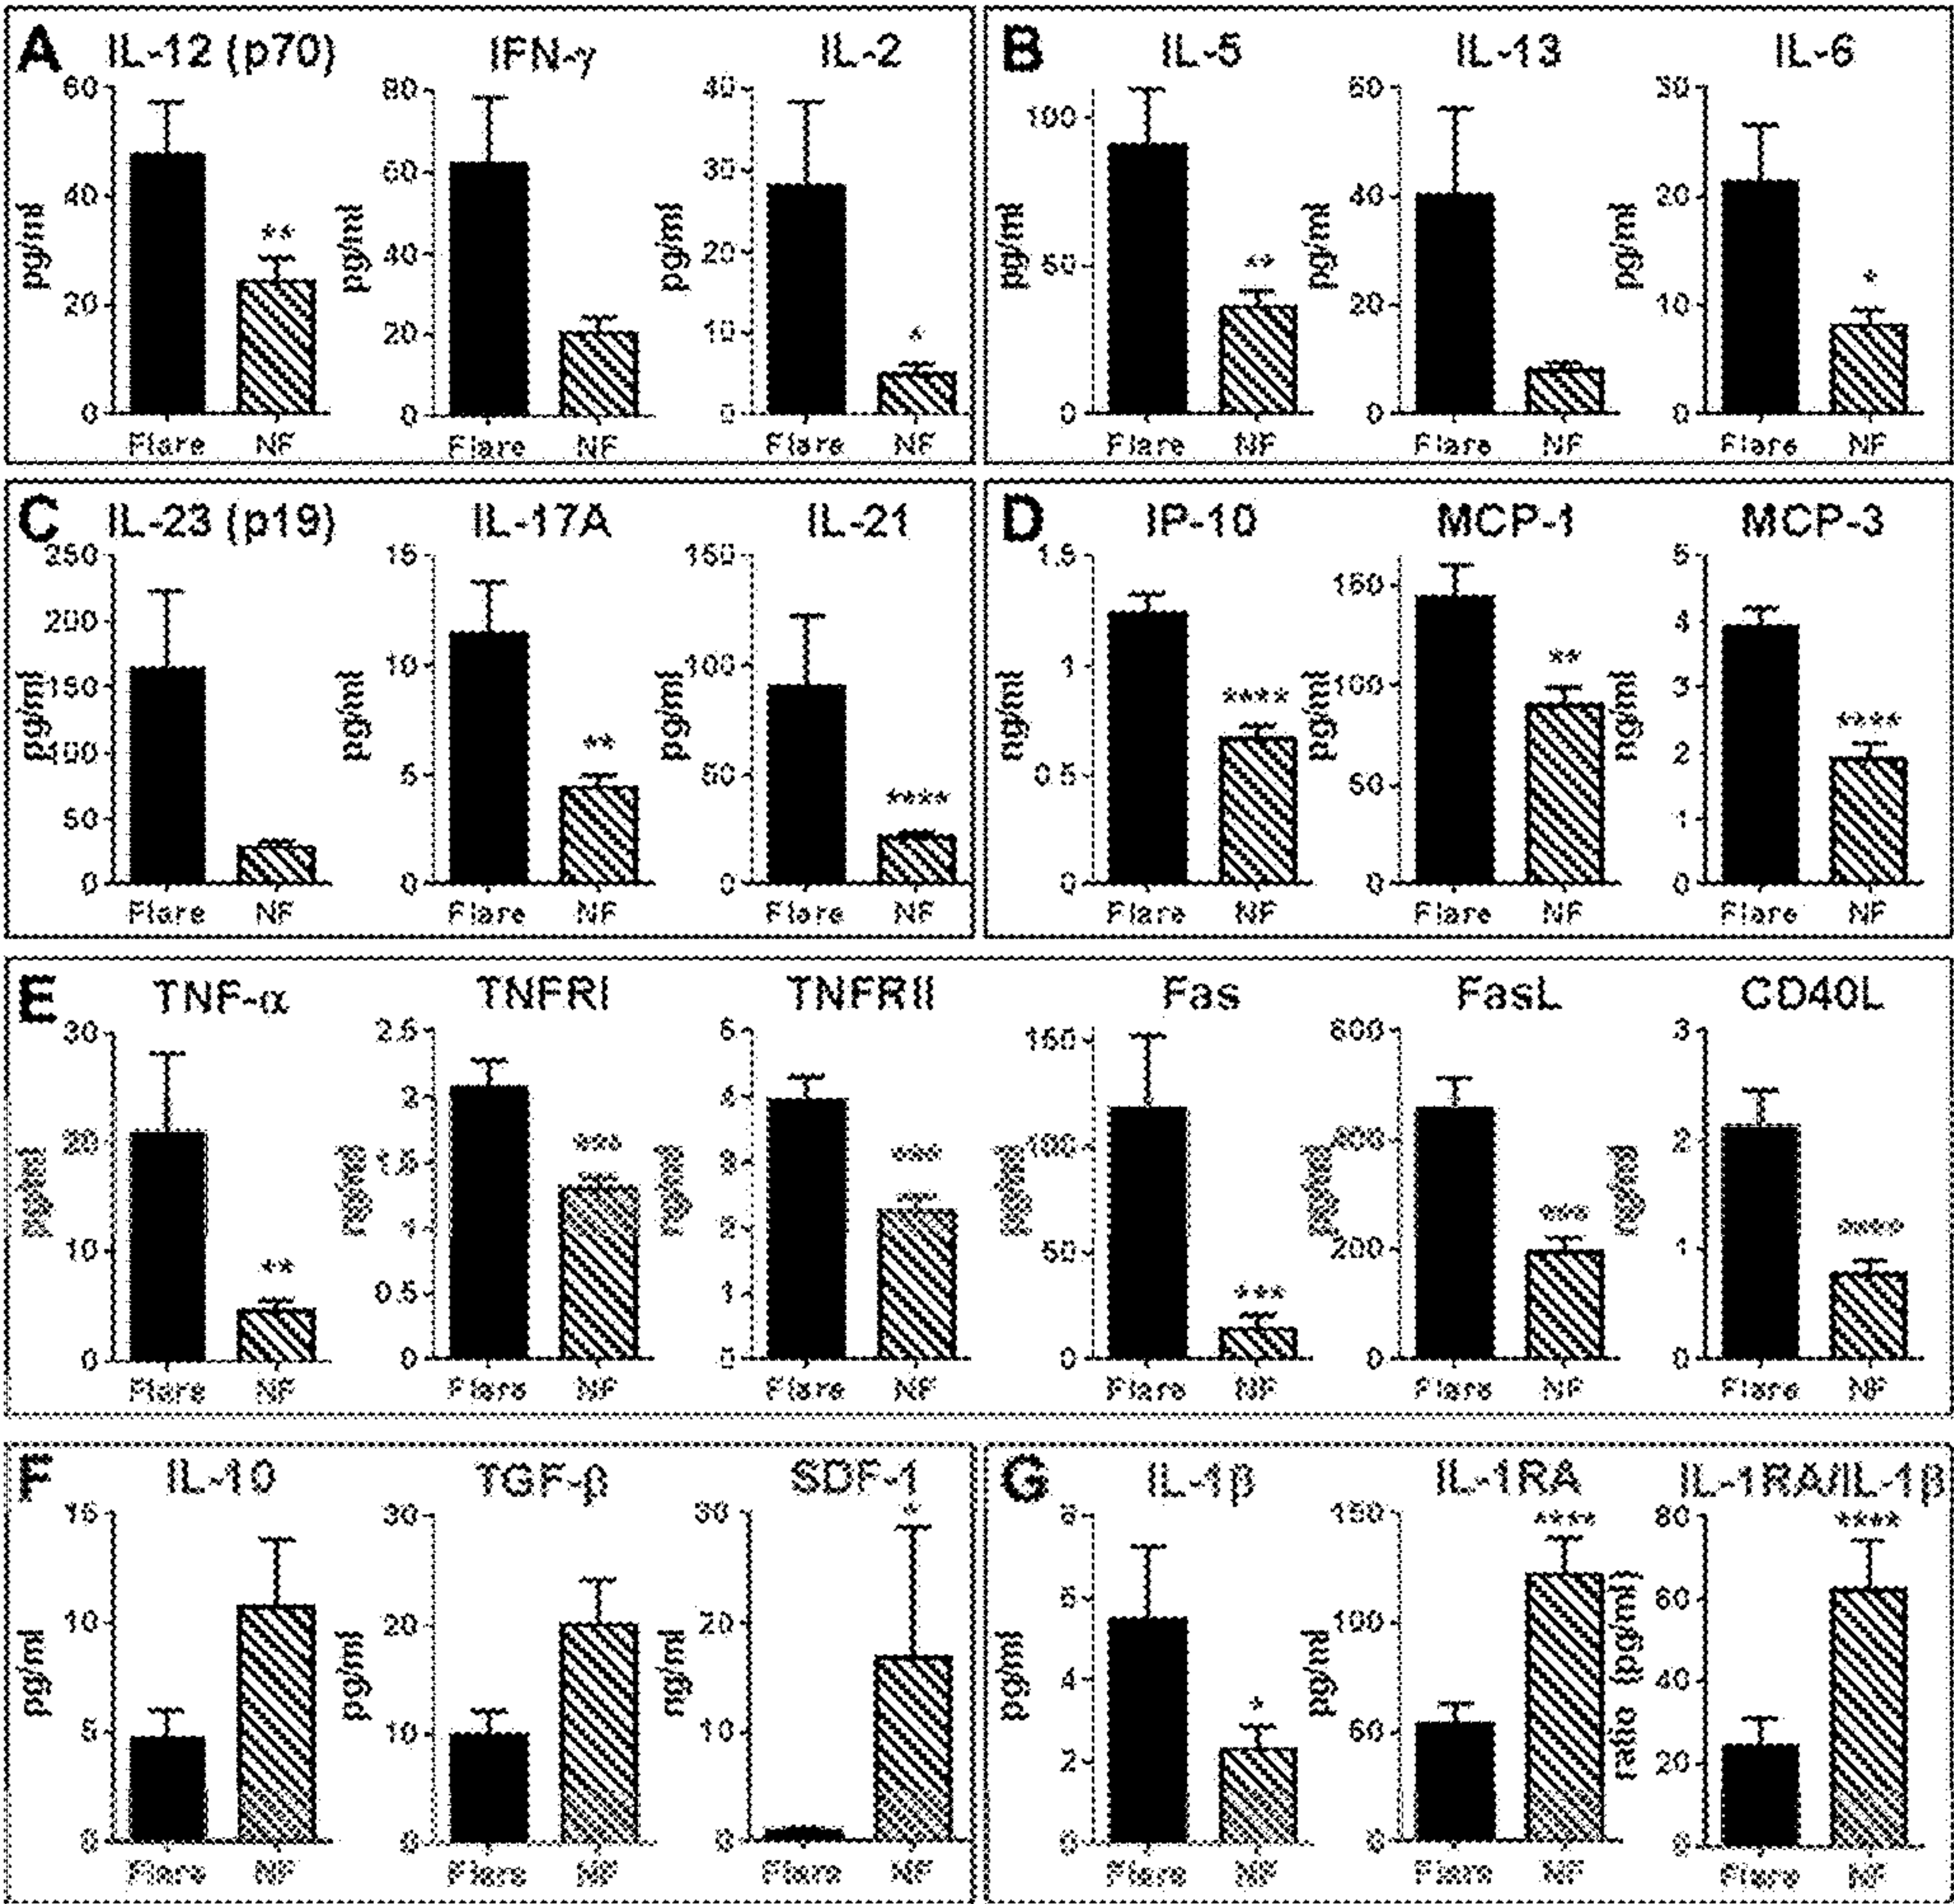 A IL-12 (p70) IFN-γ IL-2
60 40 20 0 pg/ml ** Flare NF
80 60 40 20 0 pg/ml Flare NF
40 30 20 10 0 pg/ml * Flare NF
B IL-5 IL-13 IL-6
100 50 0 pg/ml ** Flare NF
60 40 20 0 pg/ml Flare NF
30 20 10 0 pg/ml * Flare NF
C IL-23 (p19) IL-17A IL-21
250 200 150 100 50 0 pg/ml Flare NF
15 10 5 0 pg/ml ** Flare NF
150 100 50 0 pg/ml **** Flare NF
D IP-10 MCP-1 MCP-3
1.5 1 0.5 0 ng/ml **** Flare NF
150 100 50 0 pg/ml ** Flare NF
5 4 3 2 1 0 ng/ml **** Flare NF
E TNF-α TNFRI TNFRII Fas FasL CD40L
30 20 10 0 pg/ml ** Flare NF
2.5 2 1.5 1 0.5 0 ng/ml *** Flare NF
5 4 3 2 1 0 ng/ml *** Flare NF
150 100 50 0 pg/ml *** Flare NF
600 400 200 0 pg/ml *** Flare NF
3 2 1 0 ng/ml **** Flare NF
F IL-10 TGF-β SDF-1
15 10 5 0 pg/ml Flare NF
30 20 10 0 pg/ml Flare NF
30 20 10 0 ng/ml * Flare NF
G IL-1β IL-1RA IL-1RA/IL-1β
8 6 4 2 0 pg/ml * Flare NF
150 100 50 0 pg/ml **** Flare NF
80 60 40 20 0 ratio (pg/ml) **** Flare NF